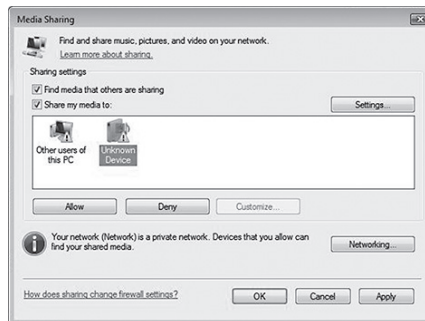 Media Sharing
Find and share music, pictures, and video on your network.
Learn more about sharing.
Sharing settings
Find media that others are sharing
Share my media to:
Settings...
Other users of
this PC
Unknown
Device
Allow
Deny
Customize...
Your network (Network) is a private network. Devices that you allow can
find your shared media.
Networking...
How does sharing change firewall settings?
OK
Cancel
Apply